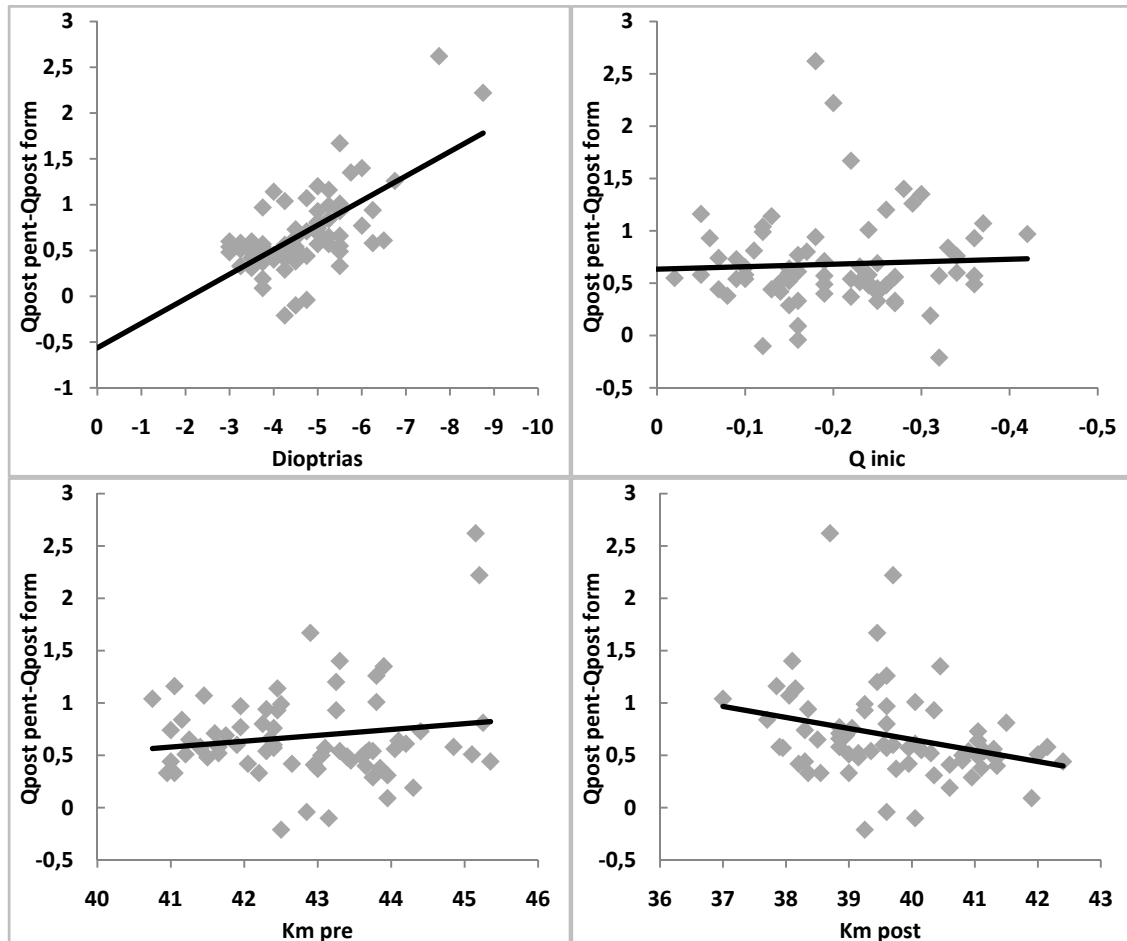 3
2,5
2
1,5
1
0,5
0
-0,5
-1
Qpost pent-Qpost form
0 -1 -2 -3 -4 -5 -6 -7 -8 -9 -10
Dioptrias
3
2,5
2
1,5
1
0,5
0
-0,5
Qpost pent-Qpost form
0 -0,1 -0,2 -0,3 -0,4 -0,5
Q inic
3
2,5
2
1,5
1
0,5
0
-0,5
Qpost pent-Qpost form
40 41 42 43 44 45 46
Km pre
3
2,5
2
1,5
1
0,5
0
-0,5
Qpost pent-Qpost form
36 37 38 39 40 41 42 43
Km post